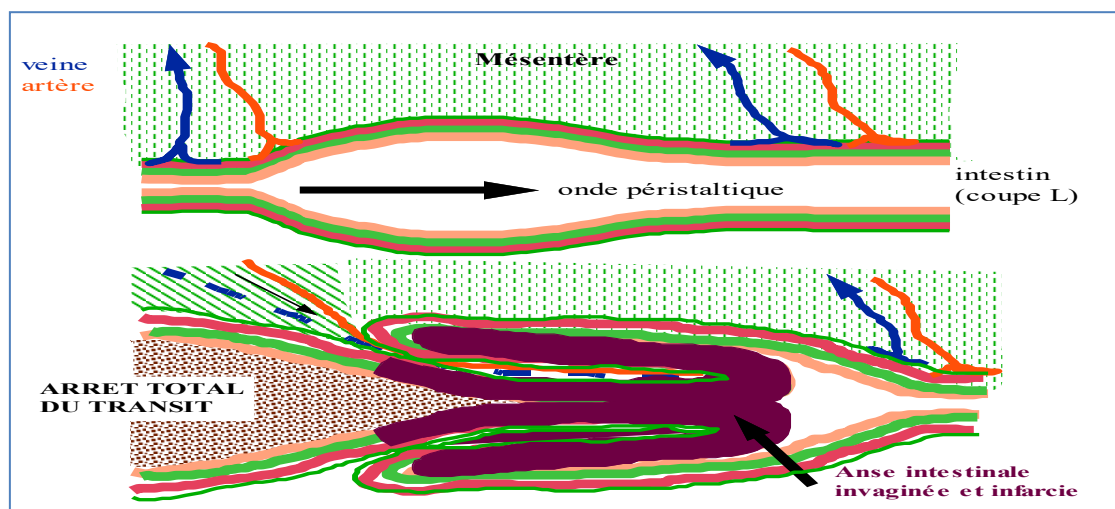 Mésentère
veine
artère
intestin
(coupe L)
onde péristaltique
ARRET TOTAL
DU TRANSIT
Anse intestinale
invaginée et infarcie